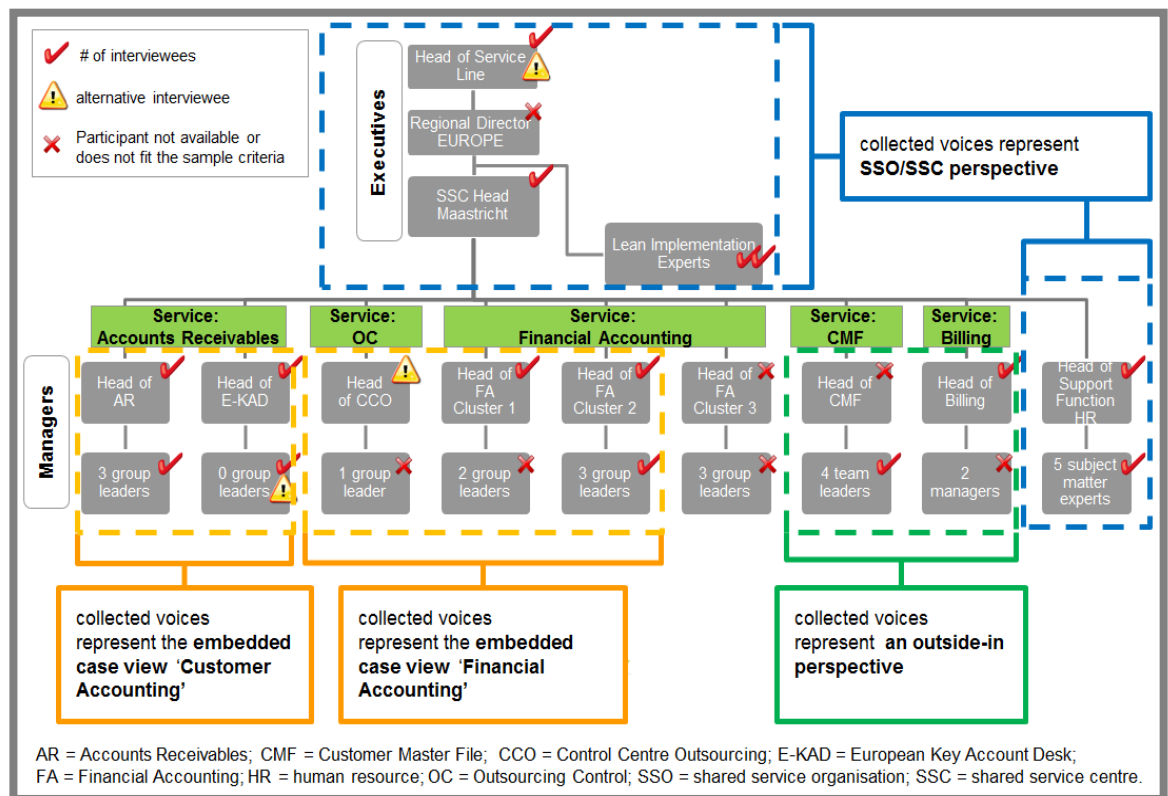 # of interviewees
alternative interviewee
Participant not available or
does not fit the sample criteria
Executives
Head of Service
Line
Regional Director
EUROPE
SSC Head
Maastricht
Lean Implementation
Experts
collected voices represent
SSO/SSC perspective
Service:
Accounts Receivables
Service:
OC
Service:
Financial Accounting
Service:
CMF
Service:
Billing
Managers
Head of
AR
Head of
E-KAD
Head
of CCO
Head of
FA
Cluster 1
Head of
FA
Cluster 2
Head of
FA
Cluster 3
Head of
CMF
Head of
Billing
Head of
Support
Function
HR
3 group
leaders
0 group
leaders
1 group
leader
2 group
leaders
3 group
leaders
3 group
leaders
4 team
leaders
2
managers
5 subject
matter
experts
collected voices
represent the embedded
case view ‘Customer
Accounting’
collected voices
represent the embedded
case view ‘Financial
Accounting’
collected voices
represent an outside-in
perspective
AR = Accounts Receivables; CMF = Customer Master File; CCO = Control Centre Outsourcing; E-KAD = European Key Account Desk;
FA = Financial Accounting; HR = human resource; OC = Outsourcing Control; SSO = shared service organisation; SSC = shared service centre.